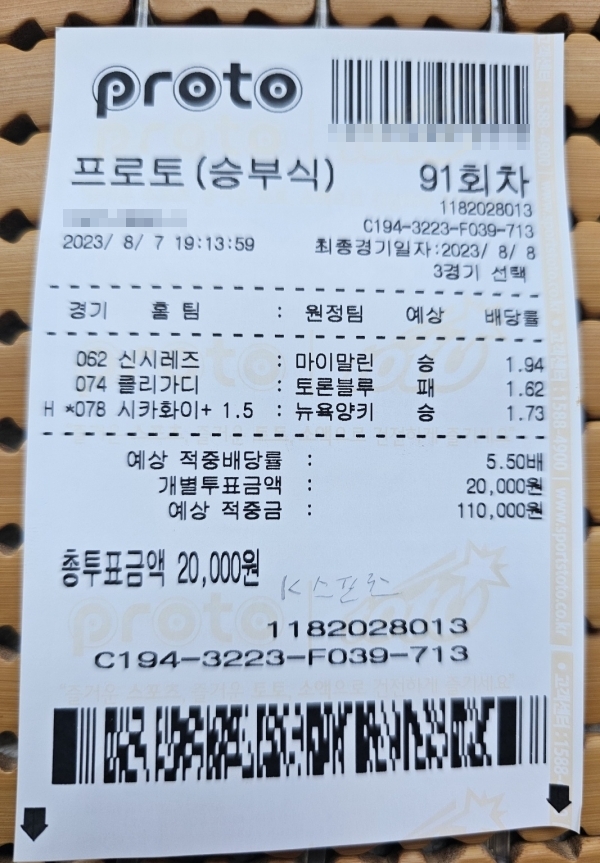 proto
프로토(승부식) 91회차
1182028013
C194-3223-F039-713
2023/ 8/ 7 19:13:59 최종경기일자:2023/ 8/ 8
3경기 선택
경기 홈 팀 : 원정팀 예상 배당률
062 신시레즈 : 마이말린 승 1.94
074 클리가디 : 토론블루 패 1.62
H *078 시카화이+ 1.5 : 뉴욕양키 승 1.73
예상 적중배당률 : 5.50배
개별투표금액 : 20,000원
예상 적중금 : 110,000원
총투표금액 20,000원
K스프로
1182028013
C194-3223-F039-713